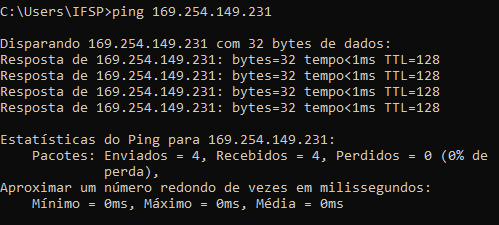 C:\Users\IFSP>ping 169.254.149.231
Disparando 169.254.149.231 com 32 bytes de dados:
Resposta de 169.254.149.231: bytes=32 tempo<1ms TTL=128
Resposta de 169.254.149.231: bytes=32 tempo<1ms TTL=128
Resposta de 169.254.149.231: bytes=32 tempo<1ms TTL=128
Resposta de 169.254.149.231: bytes=32 tempo<1ms TTL=128
Estatísticas do Ping para 169.254.149.231:
Pacotes: Enviados = 4, Recebidos = 4, Perdidos = 0 (0% de
perda),
Aproximar um número redondo de vezes em milissegundos:
Mínimo = 0ms, Máximo = 0ms, Média = 0ms